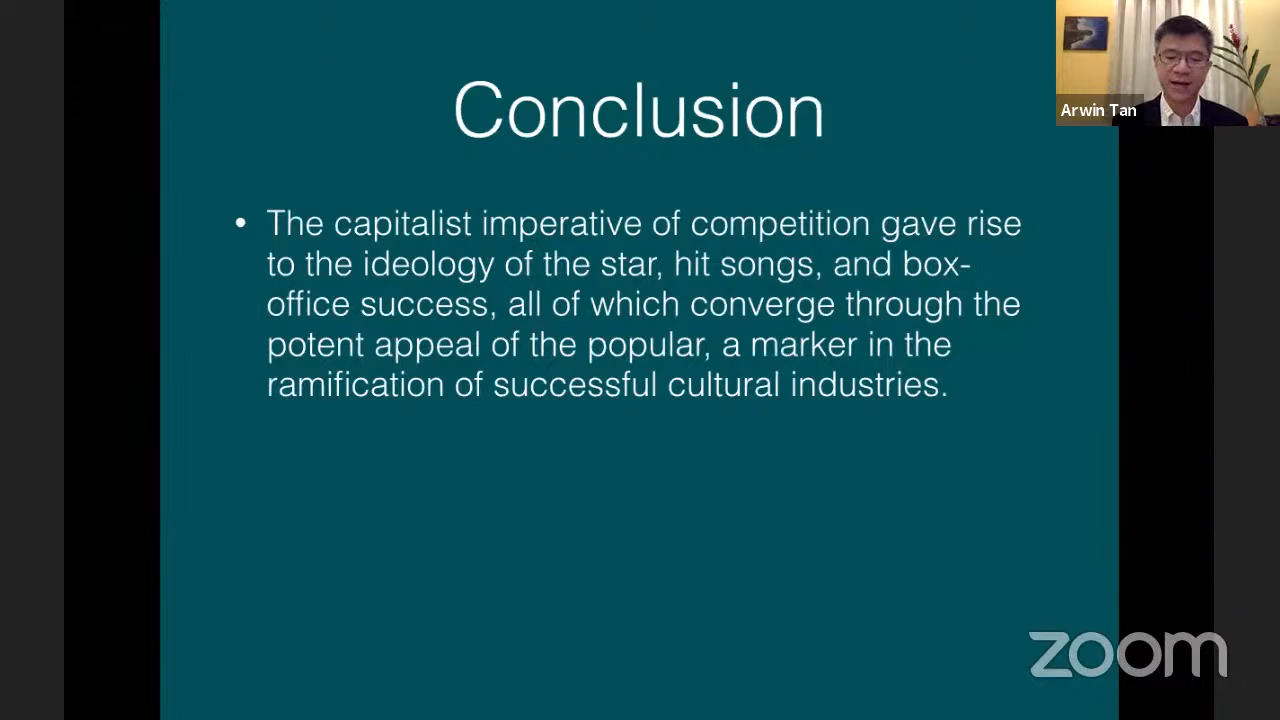 Conclusion
• The capitalist imperative of competition gave rise
to the ideology of the star, hit songs, and box-
office success, all of which converge through the
potent appeal of the popular, a marker in the
ramification of successful cultural industries.
Arwin Tan
zoom